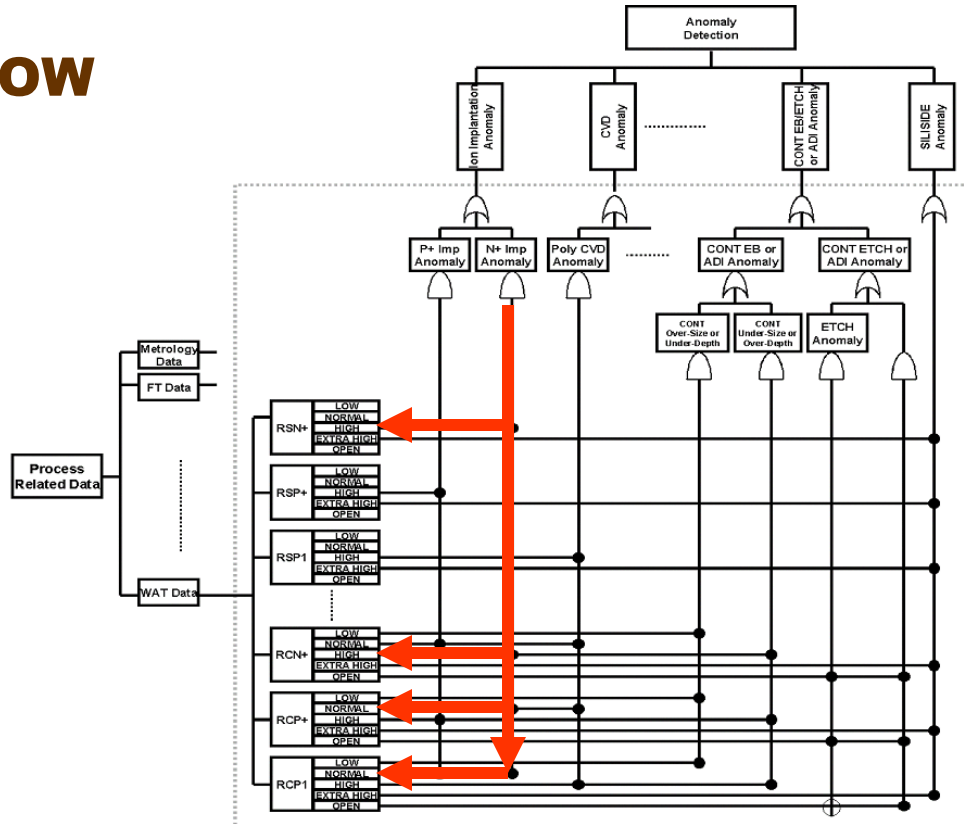 OW
Anomaly
Detection
Ion Implantation
Anomaly
CVD
Anomaly
CONT EB/ETCH
or ADI Anomaly
SILISIDE
Anomaly
P+ Imp
Anomaly
N+ Imp
Anomaly
Poly CVD
Anomaly
CONT EB or
ADI Anomaly
CONT ETCH or
ADI Anomaly
CONT
Over-Size or
Under-Depth
CONT
Under-Size or
Over-Depth
ETCH
Anomaly
Process
Related Data
Metrology
Data
FT Data
WAT Data
RSN+
LOW
NORMAL
HIGH
EXTRA HIGH
OPEN
RSP+
LOW
NORMAL
HIGH
EXTRA HIGH
OPEN
RSP1
LOW
NORMAL
HIGH
EXTRA HIGH
OPEN
RCN+
LOW
NORMAL
HIGH
EXTRA HIGH
OPEN
RCP+
LOW
NORMAL
HIGH
EXTRA HIGH
OPEN
RCP1
LOW
NORMAL
HIGH
EXTRA HIGH
OPEN